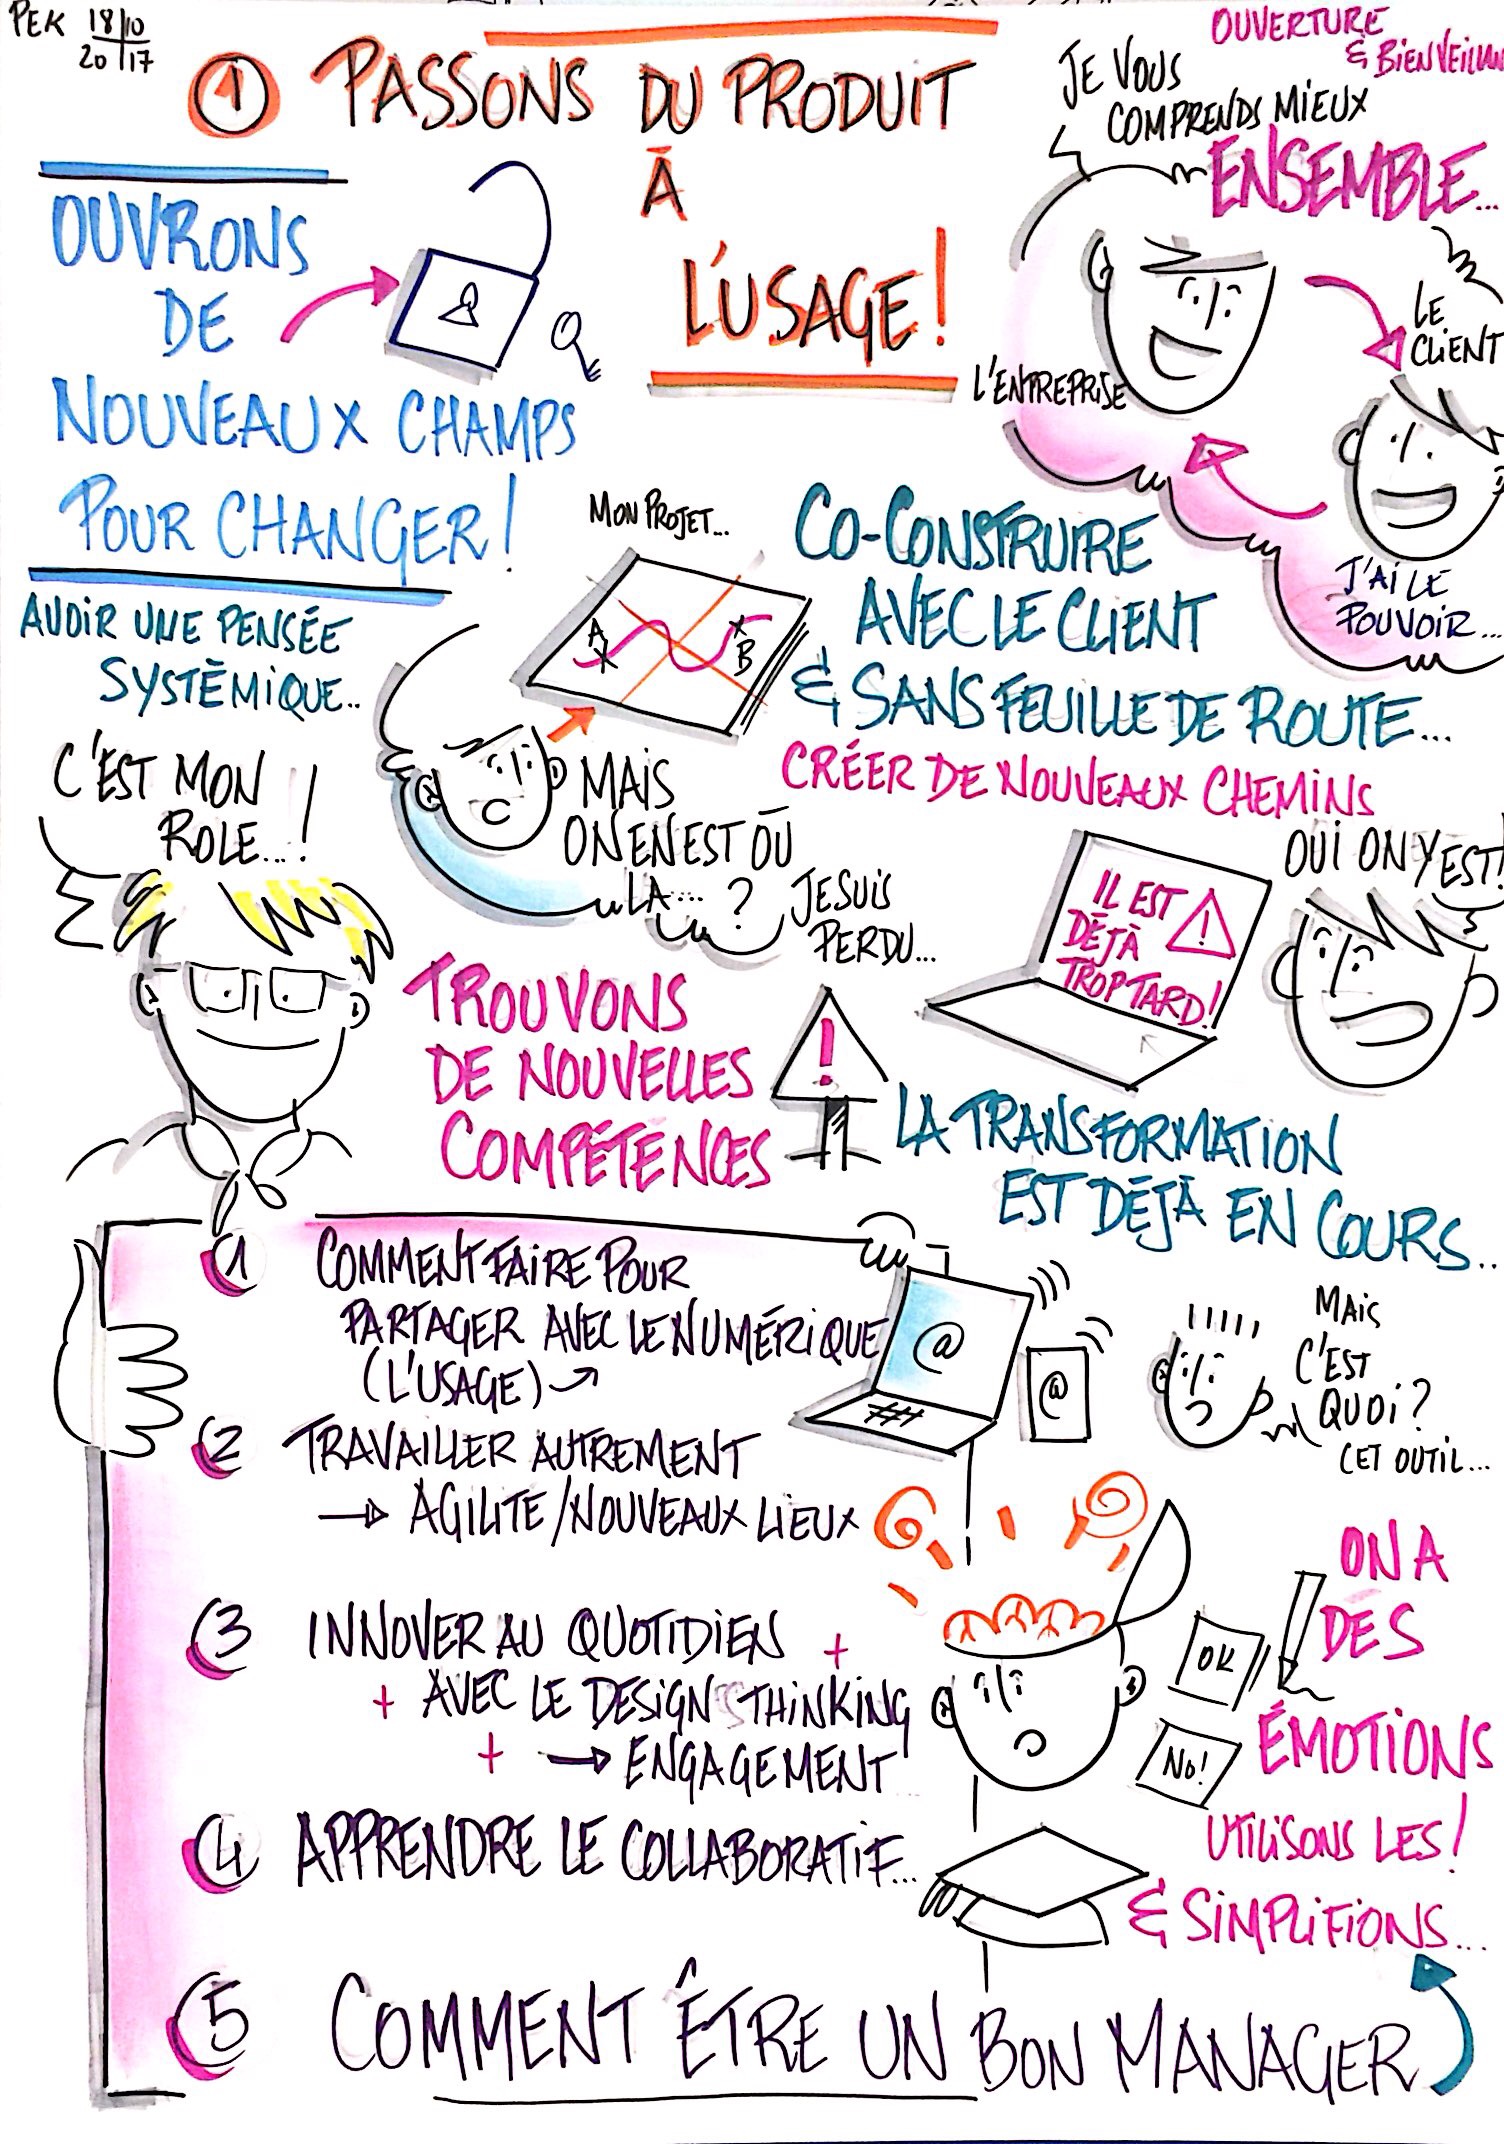 PEK 18/10
20 17
① PASSONS DU PRODUIT
À
L'USAGE!
OUVRONS
DE
NOUVEAUX CHAMPS
POUR CHANGER!
OUVERTURE
& BIENVEILLAN
JE VOUS
COMPRENDS MIEUX
ENSEMBLE...
LE
CLIENT
L'ENTREPRISE
J'AI LE
POUVOIR...
AVOIR UNE PENSÉE
SYSTÈMIQUE..
MON PROJET...
A
B
CO-CONSTRUIRE
AVEC LE CLIENT
& SANS FEUILLE DE ROUTE...
CRÉER DE NOUVEAUX CHEMINS
C'EST MON
ROLE...!
MAIS
ON EN EST OÙ
LA... ?
JE SUIS
PERDU...
IL EST
DÉJÀ
TROP TARD!
!
OUI ON Y EST!
TROUVONS
DE NOUVELLES
COMPÉTENCES
!
LA TRANSFORMATION
EST DÉJÀ EN COURS...
1 COMMENT FAIRE POUR
PARTAGER AVEC LE NUMÉRIQUE
(L'USAGE)
@
@
MAIS
C'EST
QUOI?
CET OUTIL...
2 TRAVAILLER AUTREMENT
→ AGILITE/NOUVEAUX LIEUX
3 INNOVER AU QUOTIDIEN +
+ AVEC LE DESIGN THINKING
+ → ENGAGEMENT
OK
NO!
ON A
DES
ÉMOTIONS
UTILISONS LES!
& SIMPLIFIONS...
4 APPRENDRE LE COLLABORATIF...
5 COMMENT ÊTRE UN BON MANAGER